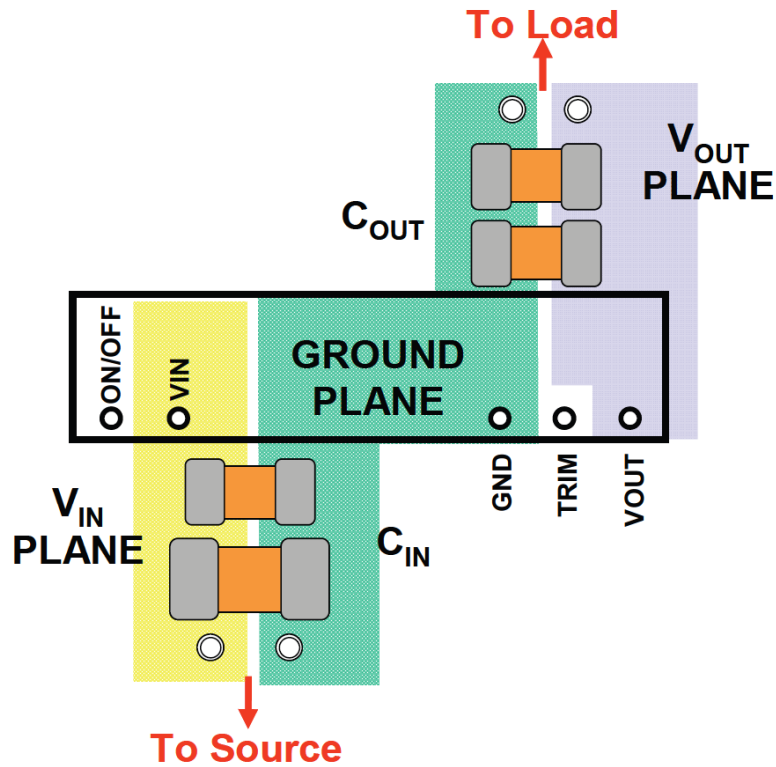 To Load
VOUT
PLANE
COUT
ON/OFF
VIN
GROUND
PLANE
GND
TRIM
VOUT
VIN
PLANE
CIN
To Source